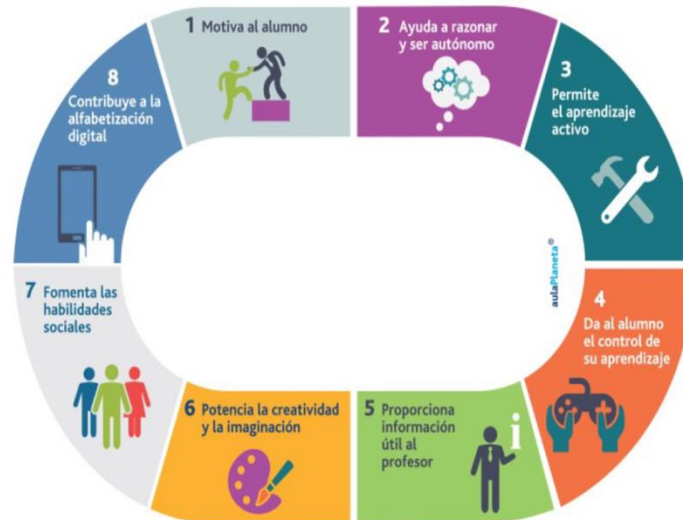 1 Motiva al alumno
2 Ayuda a razonar
y ser autónomo
3
Permite
el aprendizaje
activo
4
Da al alumno
el control de
su aprendizaje
5 Proporciona
información
útil al
profesor
i
6 Potencia la creatividad
y la imaginación
7 Fomenta las
habilidades
sociales
8
Contribuye a la
alfabetización
digital
aulaPlaneta®